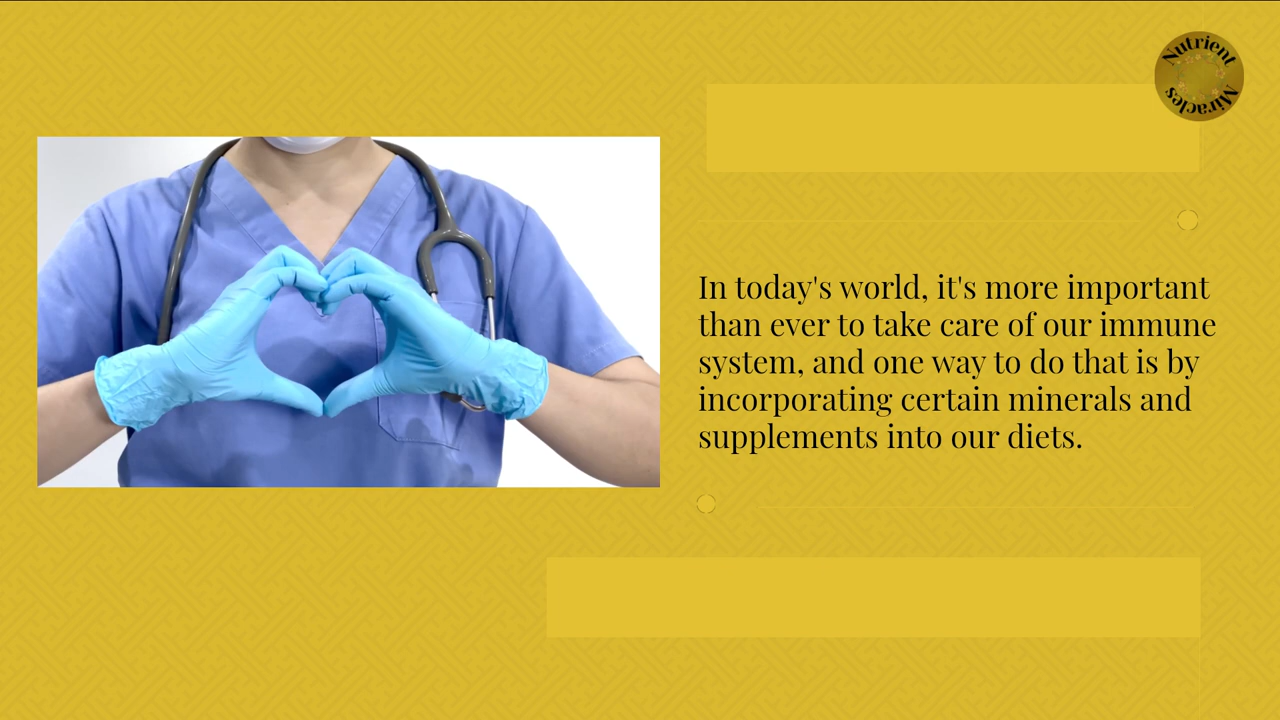 Nutrient
Miracles
In today's world, it's more important
than ever to take care of our immune
system, and one way to do that is by
incorporating certain minerals and
supplements into our diets.